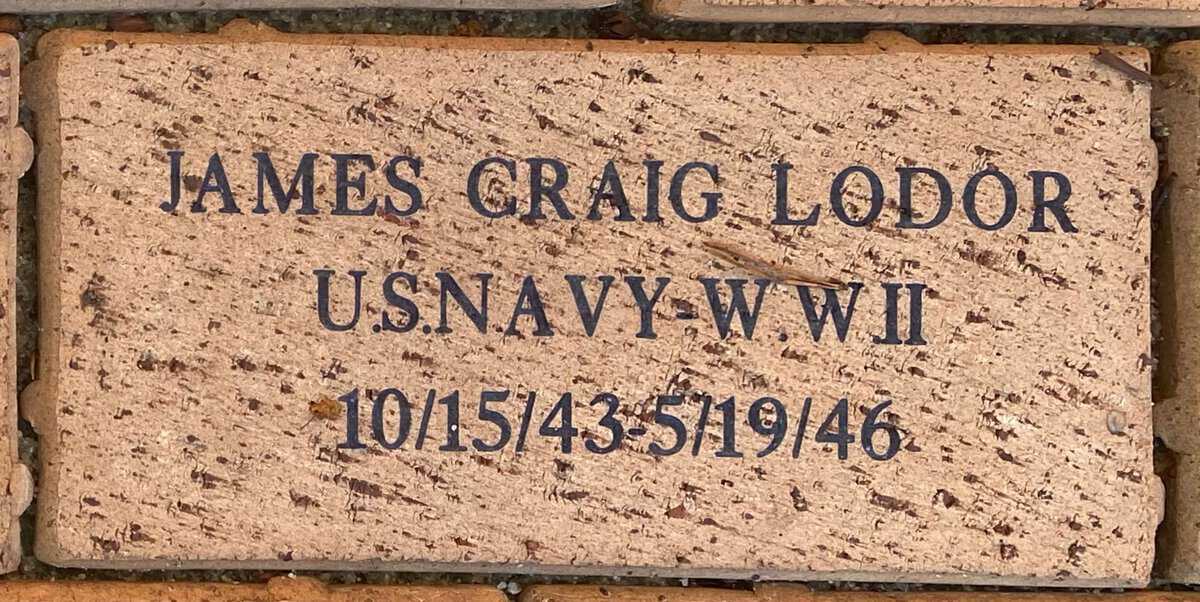 JAMES CRAIG LODOR
U.S.NAVY-W.W.II
10/15/43-5/19/46